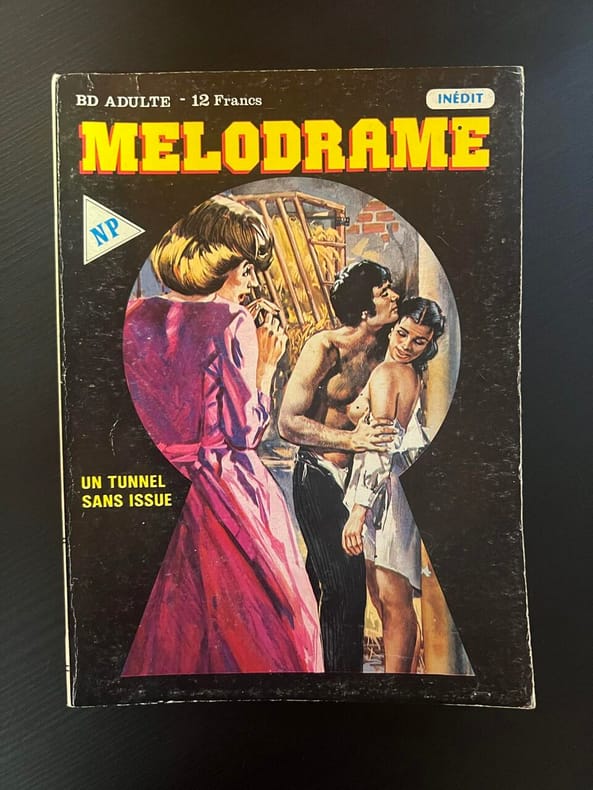 BD ADULTE - 12 Francs
INÉDIT
MELODRAME
NP
UN TUNNEL
SANS ISSUE